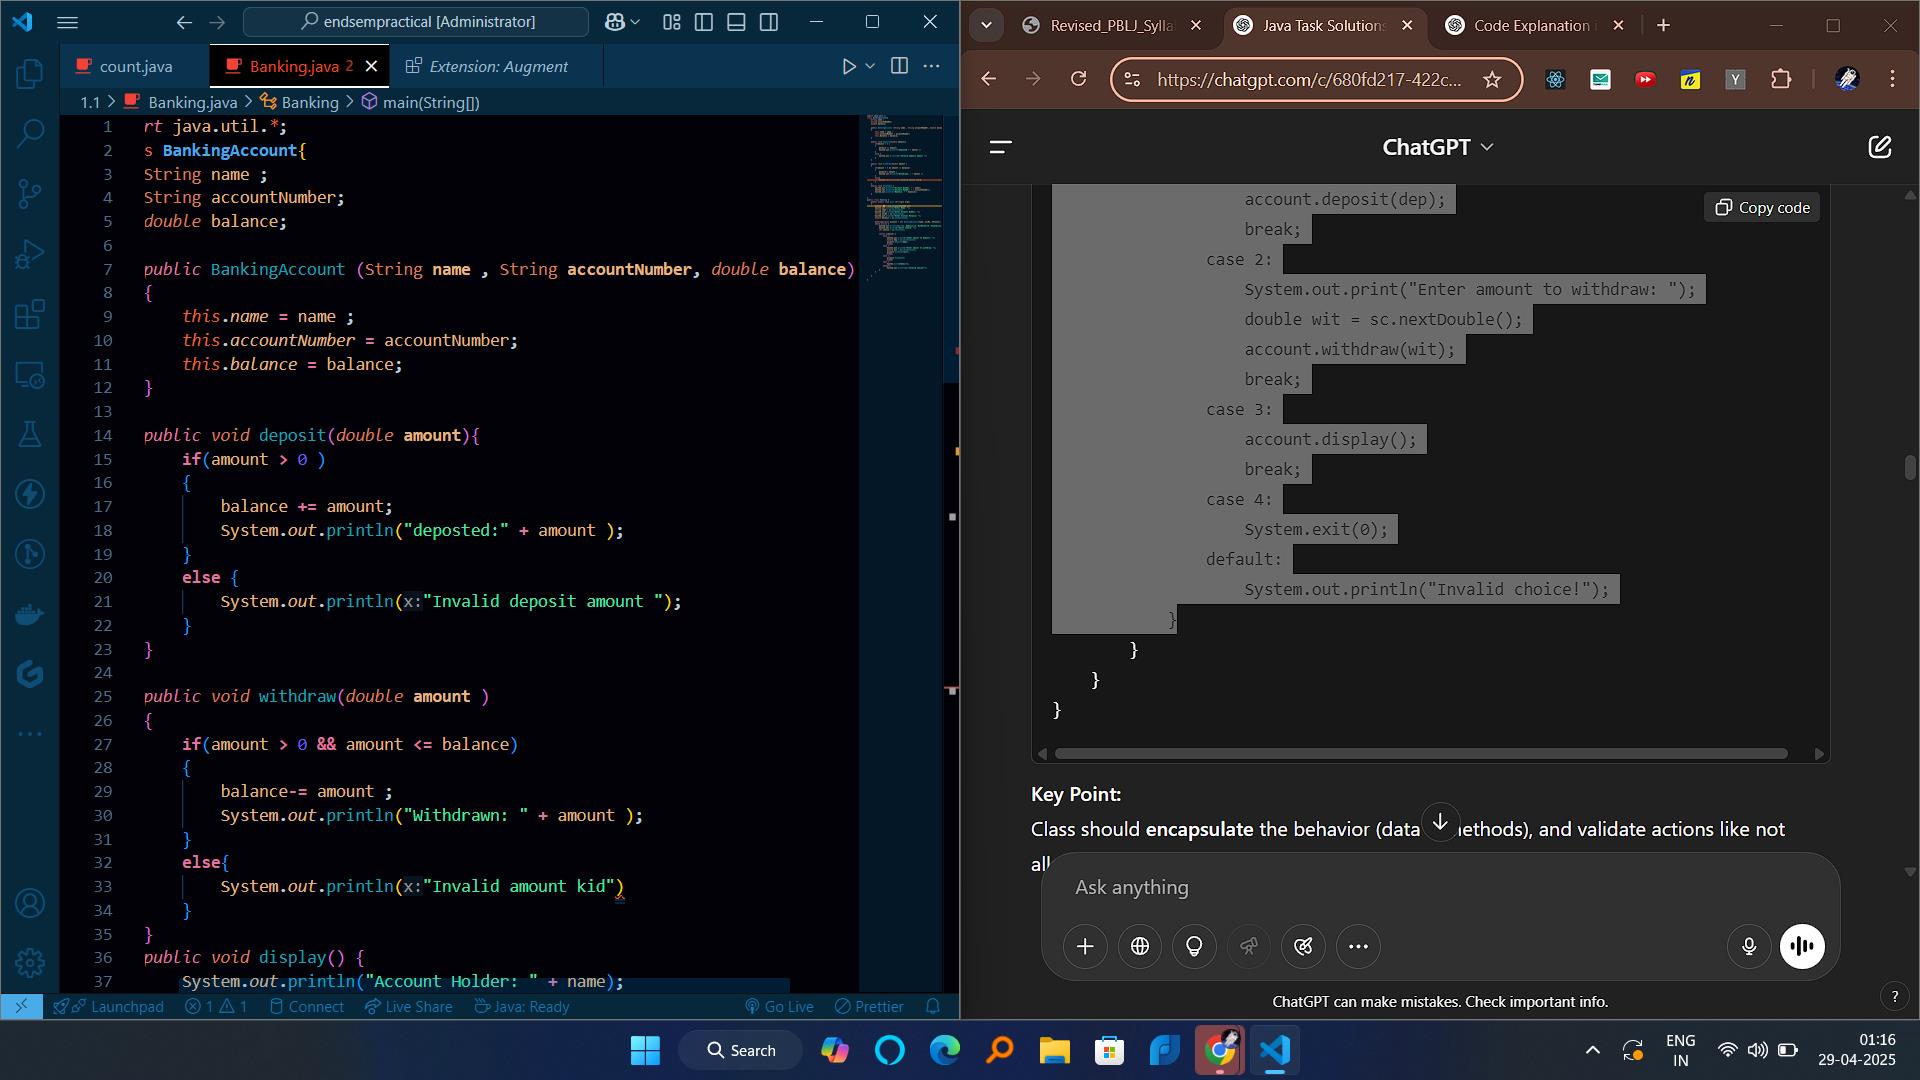 endsempractical [Administrator]
count.java
Banking.java 2
Extension: Augment
1.1 > Banking.java > Banking > main(String[])
1 rt java.util.*;
2 s BankingAccount{
3 String name ;
4 String accountNumber;
5 double balance;
6
7 public BankingAccount (String name , String accountNumber, double balance)
8 {
9 this.name = name ;
10 this.accountNumber = accountNumber;
11 this.balance = balance;
12 }
13
14 public void deposit(double amount){
15 if(amount > 0 )
16 {
17 balance += amount;
18 System.out.println("deposted:" + amount );
19 }
20 else {
21 System.out.println(x:"Invalid deposit amount ");
22 }
23 }
24
25 public void withdraw(double amount )
26 {
27 if(amount > 0 && amount <= balance)
28 {
29 balance-= amount ;
30 System.out.println("Withdrawn: " + amount );
31 }
32 else{
33 System.out.println(x:"Invalid amount kid")
34 }
35 }
36 public void display() {
37 System.out.println("Account Holder: " + name);
Launchpad
1
1
Connect
Live Share
Java: Ready
Go Live
Prettier
Revised_PBLJ_Sylla
Java Task Solutions
Code Explanation
https://chatgpt.com/c/680fd217-422c...
n
Y
ChatGPT
Copy code
account.deposit(dep);
break;
case 2:
System.out.print("Enter amount to withdraw: ");
double wit = sc.nextDouble();
account.withdraw(wit);
break;
case 3:
account.display();
break;
case 4:
System.exit(0);
default:
System.out.println("Invalid choice!");
}
}
}
}
Key Point:
Class should encapsulate the behavior (data methods), and validate actions like not
Ask anything
ChatGPT can make mistakes. Check important info.
?
Search
ENG
IN
01:16
29-04-2025